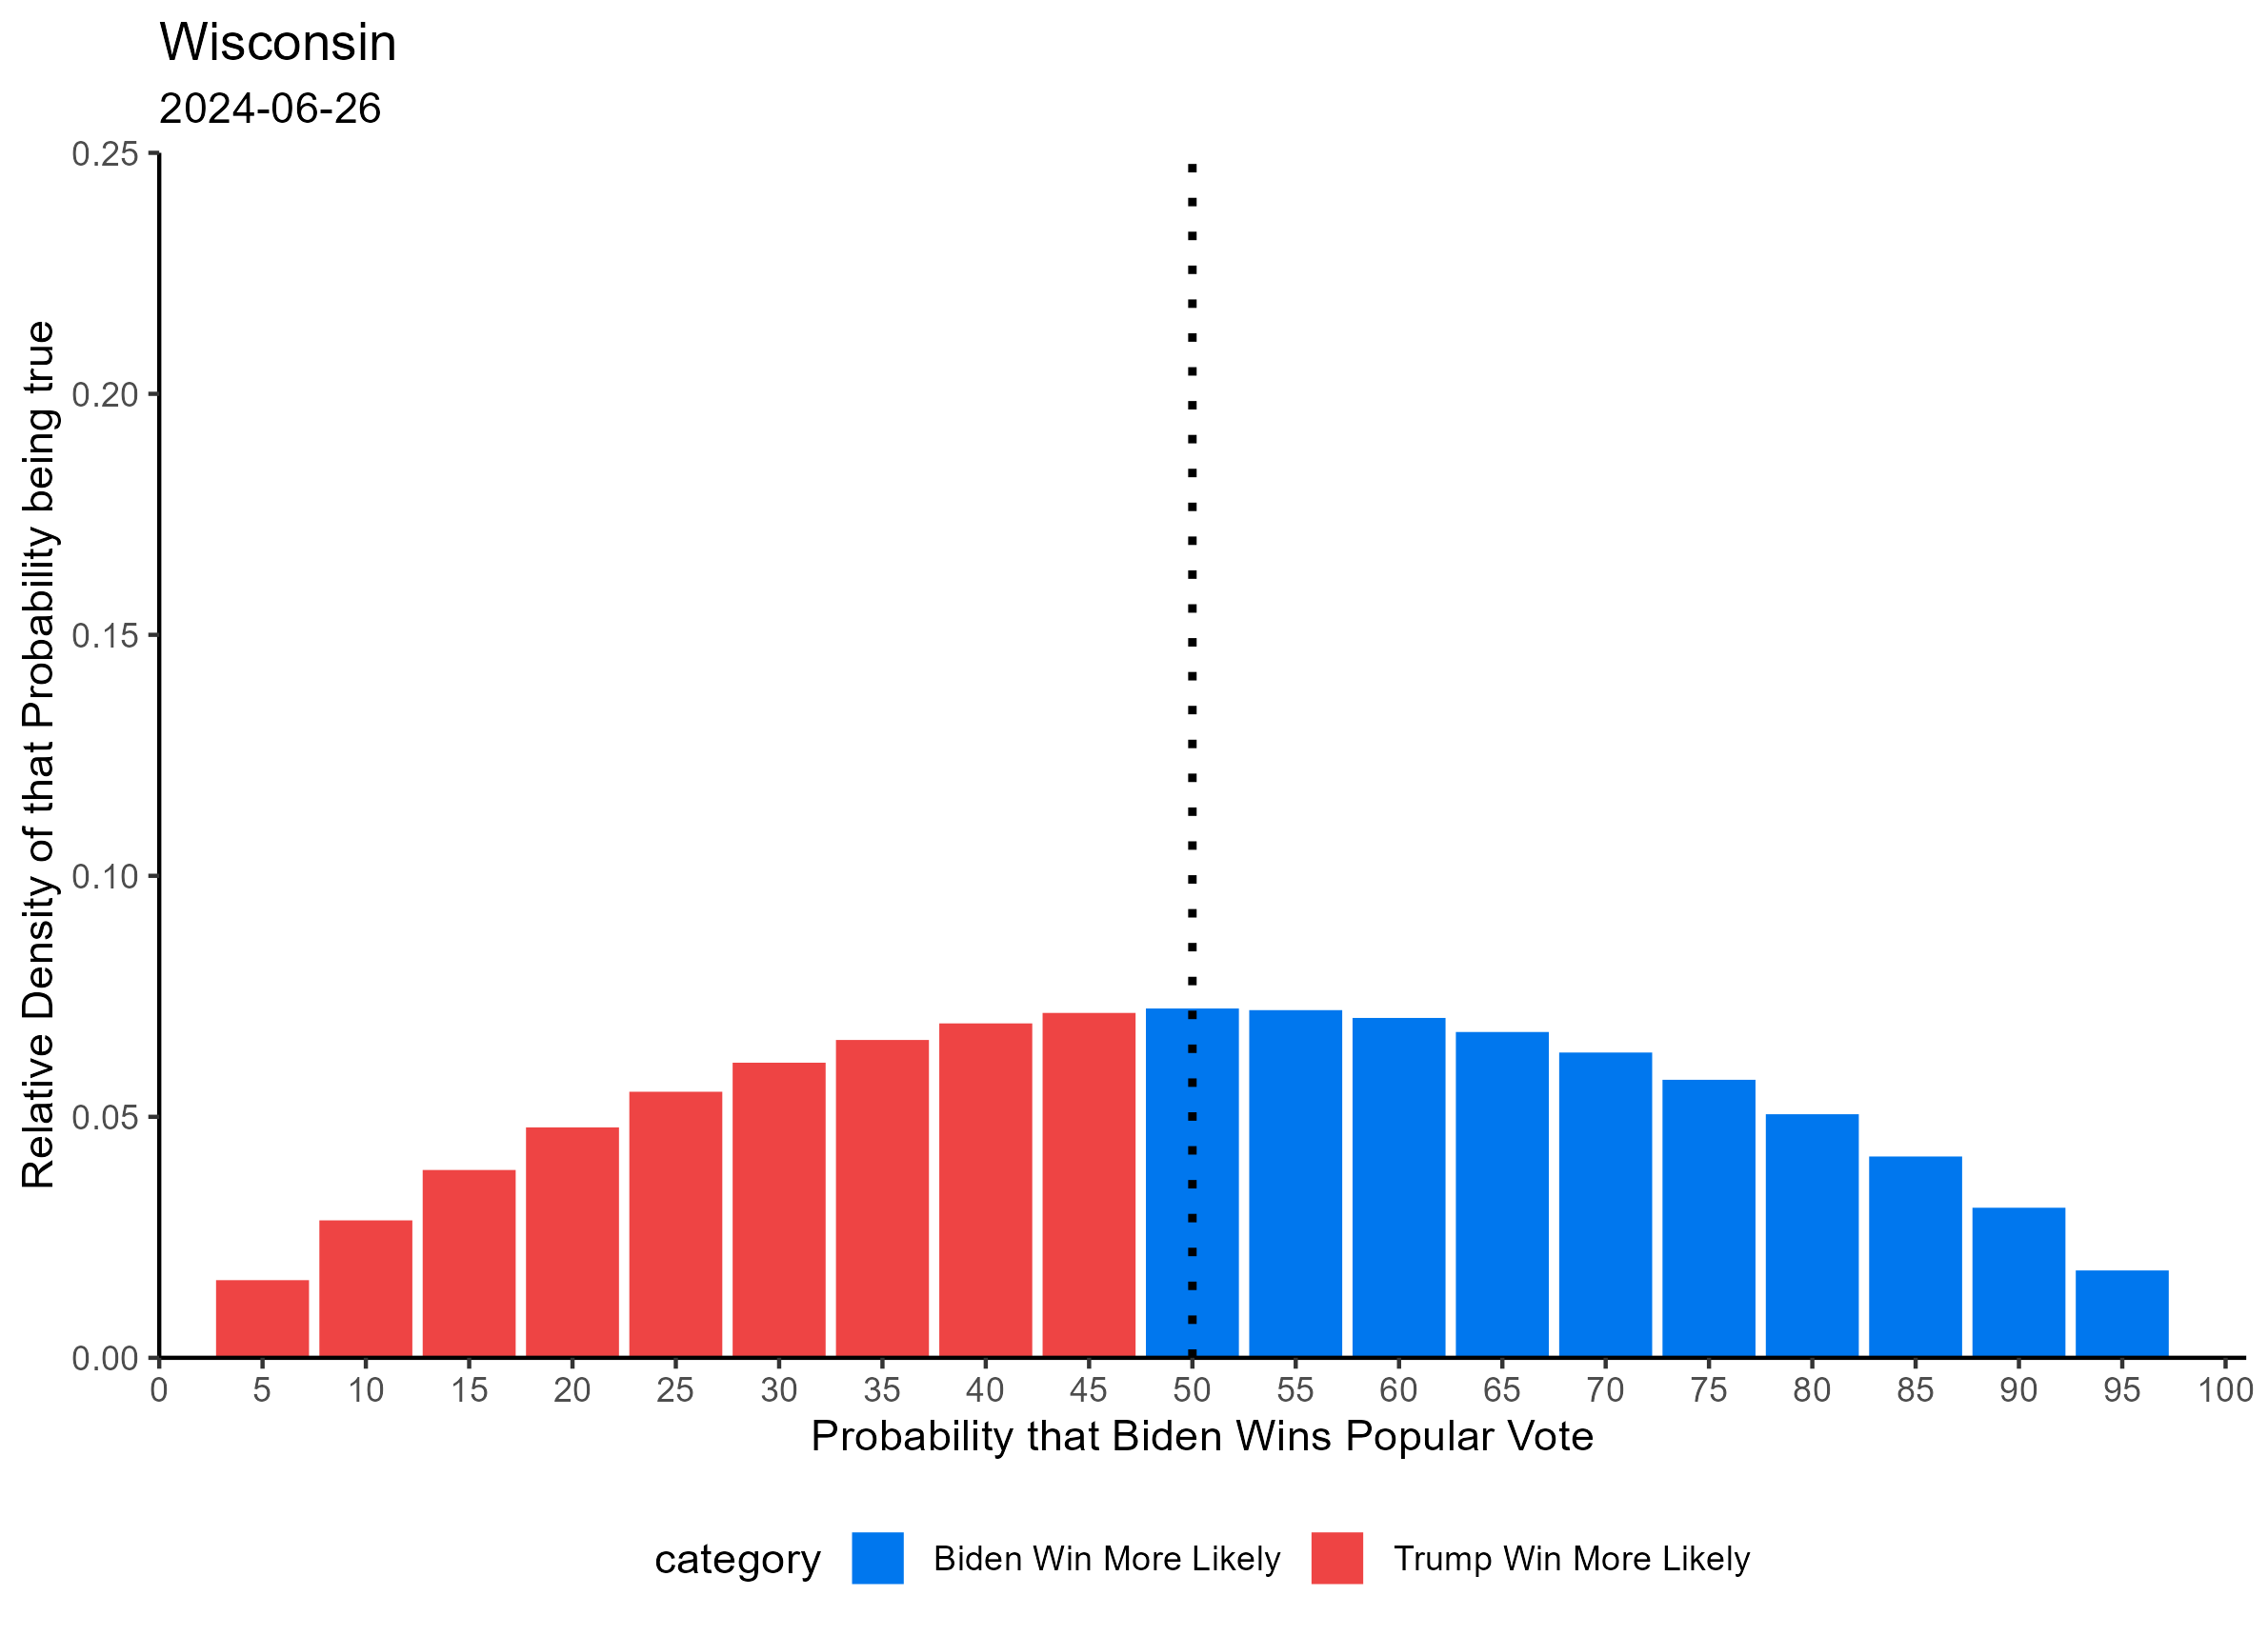 Wisconsin
2024-06-26
Relative Density of that Probability being true
0.25
0.20
0.15
0.10
0.05
0.00
0 5 10 15 20 25 30 35 40 45 50 55 60 65 70 75 80 85 90 95 100
Probability that Biden Wins Popular Vote
category Biden Win More Likely Trump Win More Likely